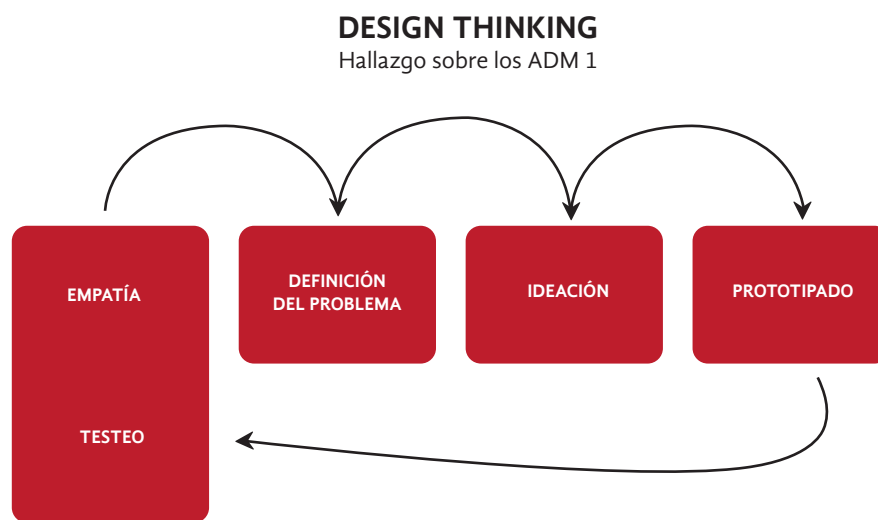 DESIGN THINKING
Hallazgo sobre los ADM 1
EMPATÍA
DEFINICIÓN
DEL PROBLEMA
IDEACIÓN
PROTOTIPADO
TESTEO